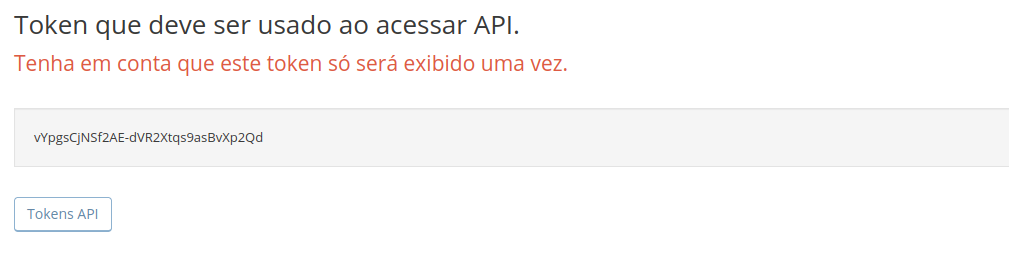 Token que deve ser usado ao acessar API.
Tenha em conta que este token só será exibido uma vez.
vYpgsCjNSf2AE-dVR2Xtqs9asBvXp2Qd
Tokens API